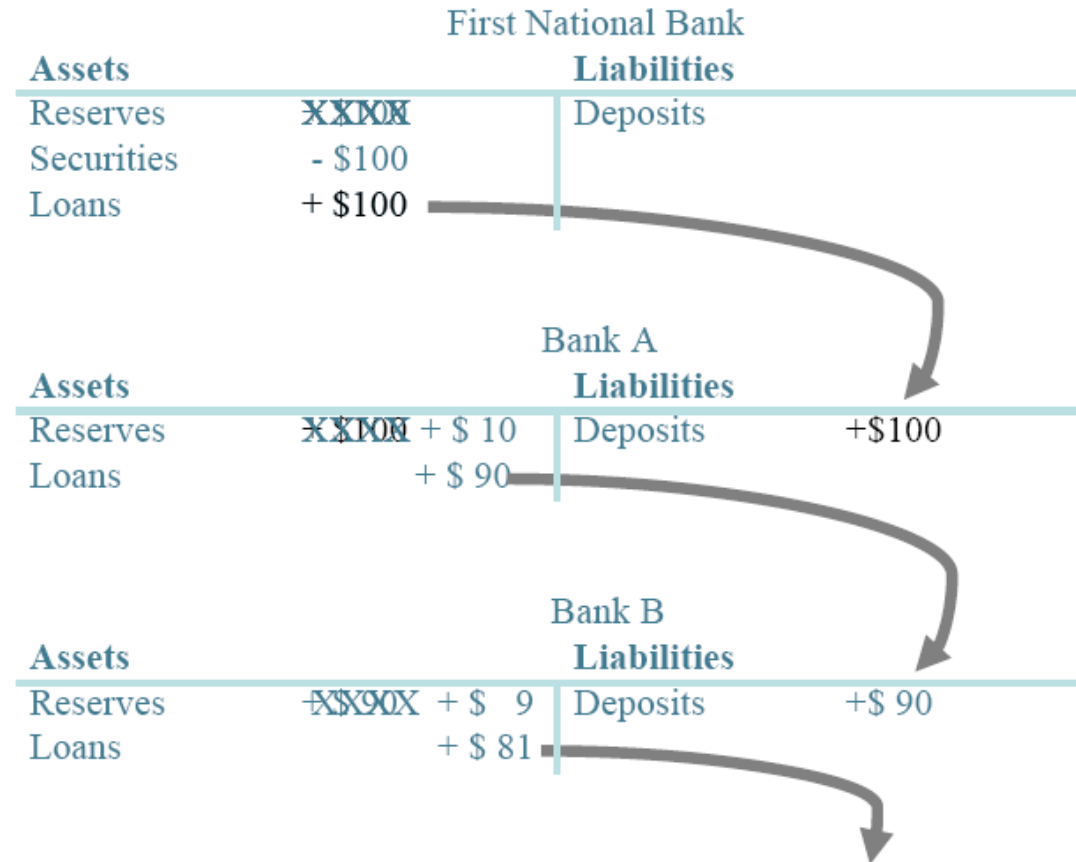 First National Bank
Assets Liabilities
Reserves Deposits
Securities - $100
Loans + $100
Bank A
Assets Liabilities
Reserves + $ 10 Deposits +$100
Loans + $ 90
Bank B
Assets Liabilities
Reserves + $ 9 Deposits +$ 90
Loans + $ 81